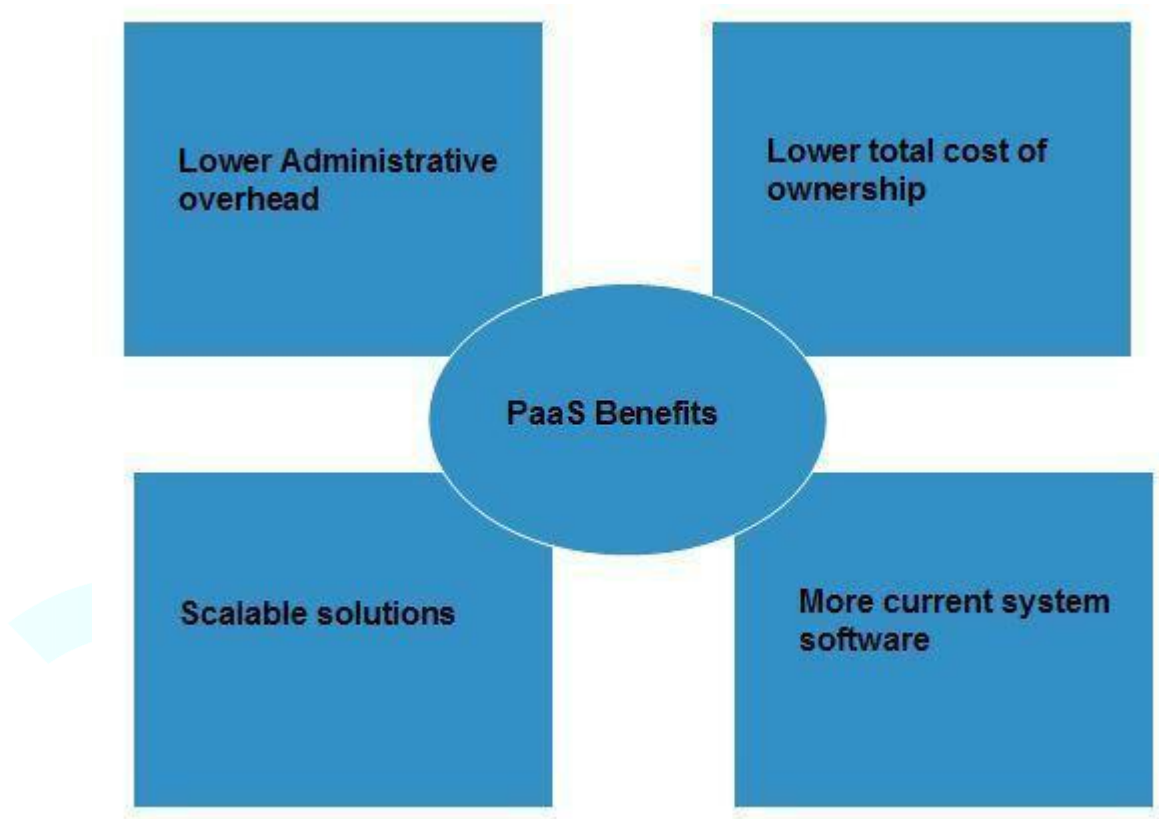 Lower Administrative
overhead
Lower total cost of
ownership
PaaS Benefits
Scalable solutions
More current system
software